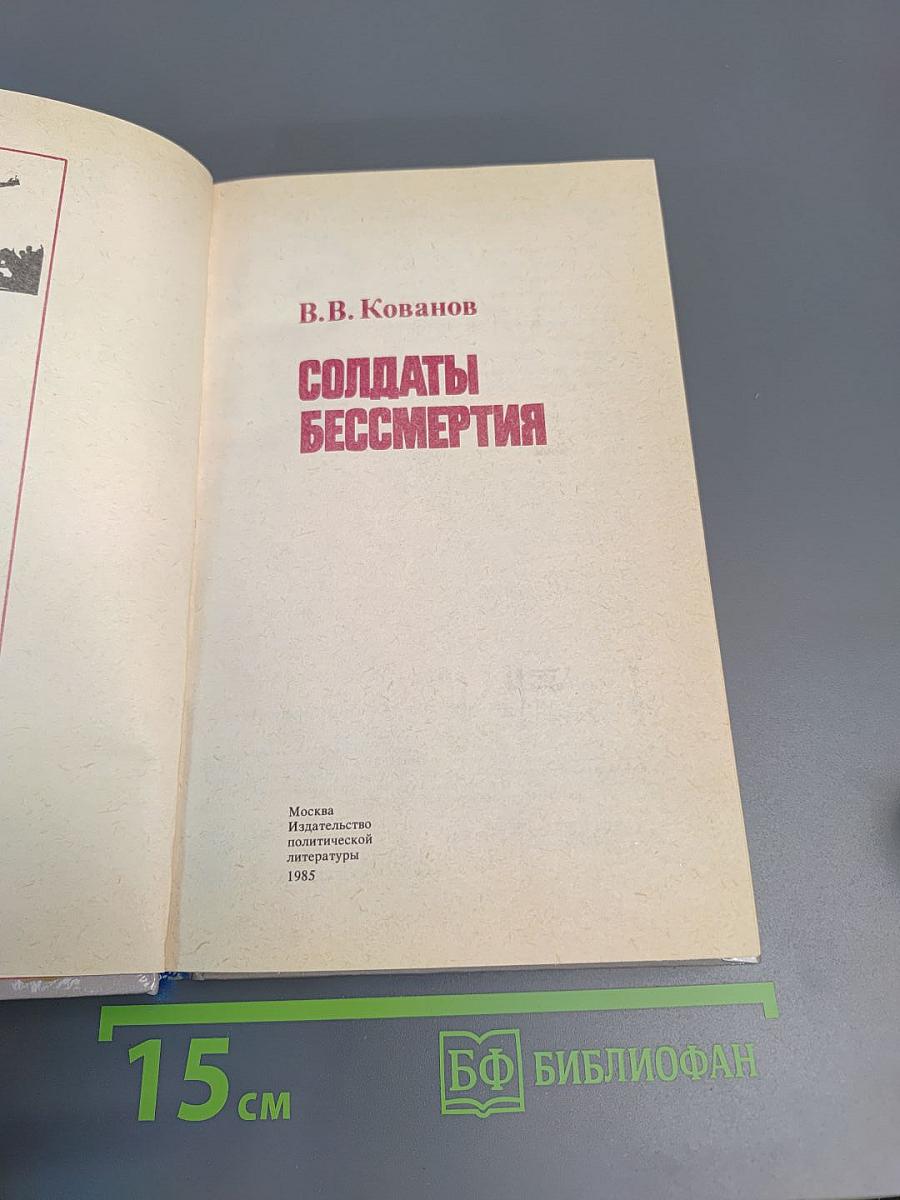 В. В. Кованов
СОЛДАТЫ
БЕССМЕРТИЯ
Москва
Издательство
политической
литературы
1985
15 см
БФ БИБЛИОФАН